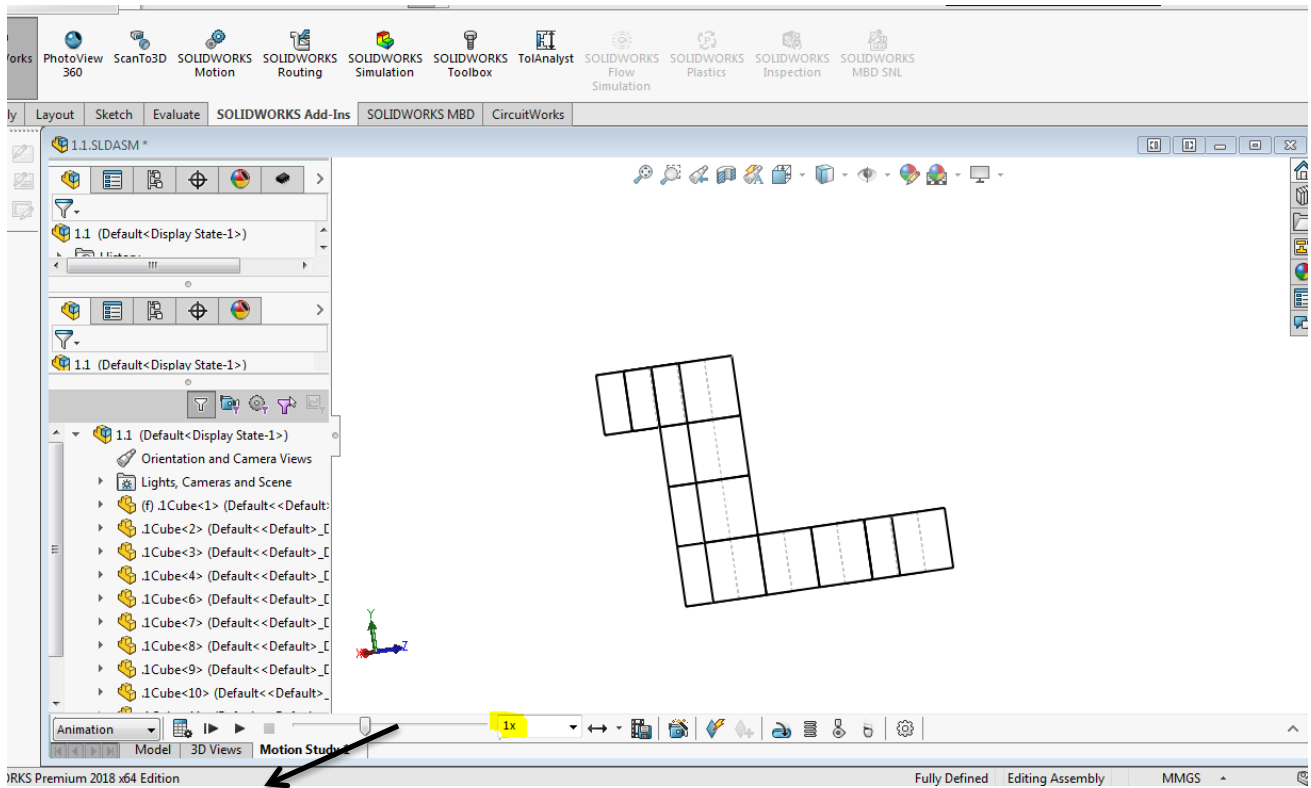 orks
PhotoView 360
ScanTo3D
SOLIDWORKS Motion
SOLIDWORKS Routing
SOLIDWORKS Simulation
SOLIDWORKS Toolbox
TolAnalyst
SOLIDWORKS Flow Simulation
SOLIDWORKS Plastics
SOLIDWORKS Inspection
SOLIDWORKS MBD SNL
ly Layout Sketch Evaluate SOLIDWORKS Add-Ins SOLIDWORKS MBD CircuitWorks
1.1.SLDASM *
1.1 (Default<Display State-1>)
History
1.1 (Default<Display State-1>)
1.1 (Default<Display State-1>)
Orientation and Camera Views
Lights, Cameras and Scene
(f) .1Cube<1> (Default<<Default>
.1Cube<2> (Default<<Default>_D
.1Cube<3> (Default<<Default>_D
.1Cube<4> (Default<<Default>_D
.1Cube<6> (Default<<Default>_D
.1Cube<7> (Default<<Default>_D
.1Cube<8> (Default<<Default>_D
.1Cube<9> (Default<<Default>_D
.1Cube<10> (Default<<Default>_
Y
X Z
Animation 1x
Model 3D Views Motion Study 1
ORKS Premium 2018 x64 Edition Fully Defined Editing Assembly MMGS